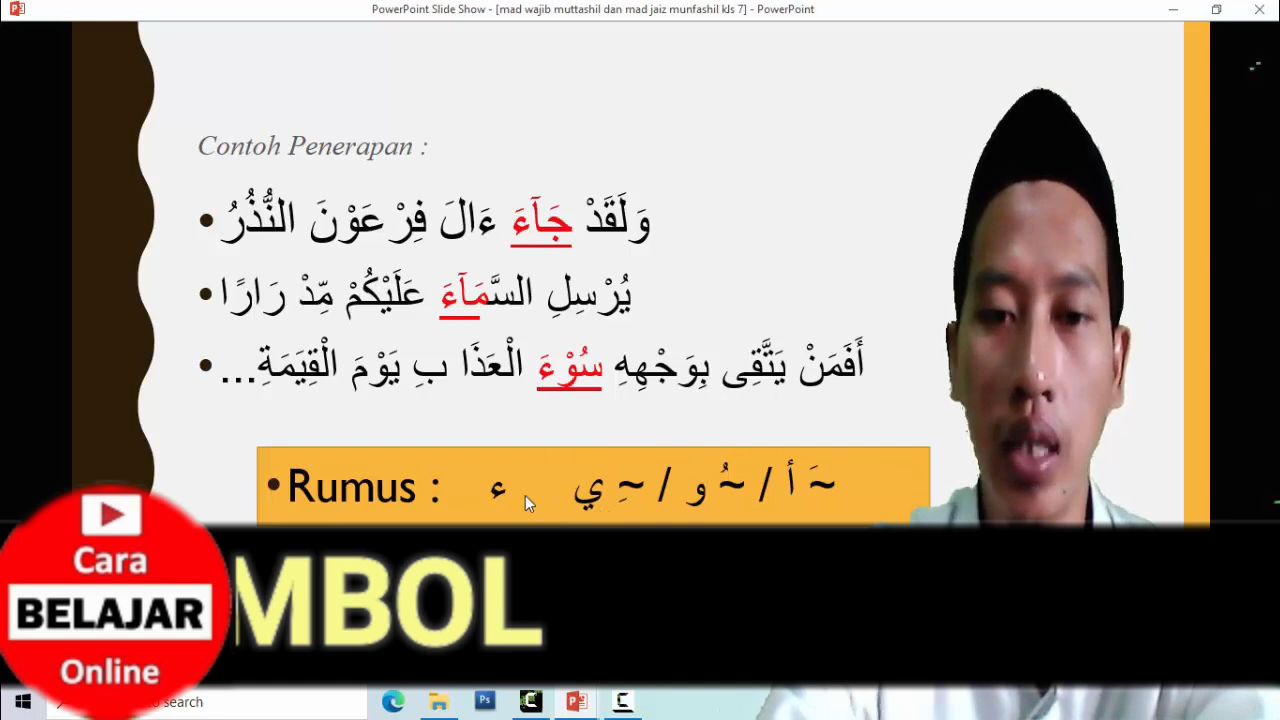 PowerPoint Slide Show - [mad wajib muttashil dan mad jaiz munfashil kls 7] - PowerPoint
Contoh Penerapan :
• وَلَقَدْ جَآءَ ءَالَ فِرْعَوْنَ النُّذُرُ
• يُرْسِلِ السَّمَآءَ عَلَيْكُمْ مِّدْ رَارًا
• أَفَمَنْ يَتَّقِى بِوَجْهِهِ سُوْءَ الْعَذَا بِ يَوْمَ الْقِيَمَةِ...
• Rumus : ~َ أ / ~ُ و / ~ِ ي ء
Cara
BELAJAR
Online
MBOL
search